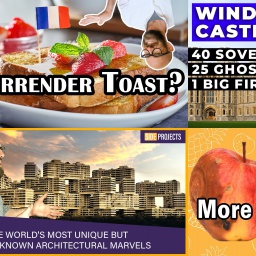 RRENDER TOAST?
WIND
CASTL
40 SOVE
25 GHOS
1 BIG FIR
SIDEPROJECTS
E WORLD'S MOST UNIQUE BUT
KNOWN ARCHITECTURAL MARVELS
More